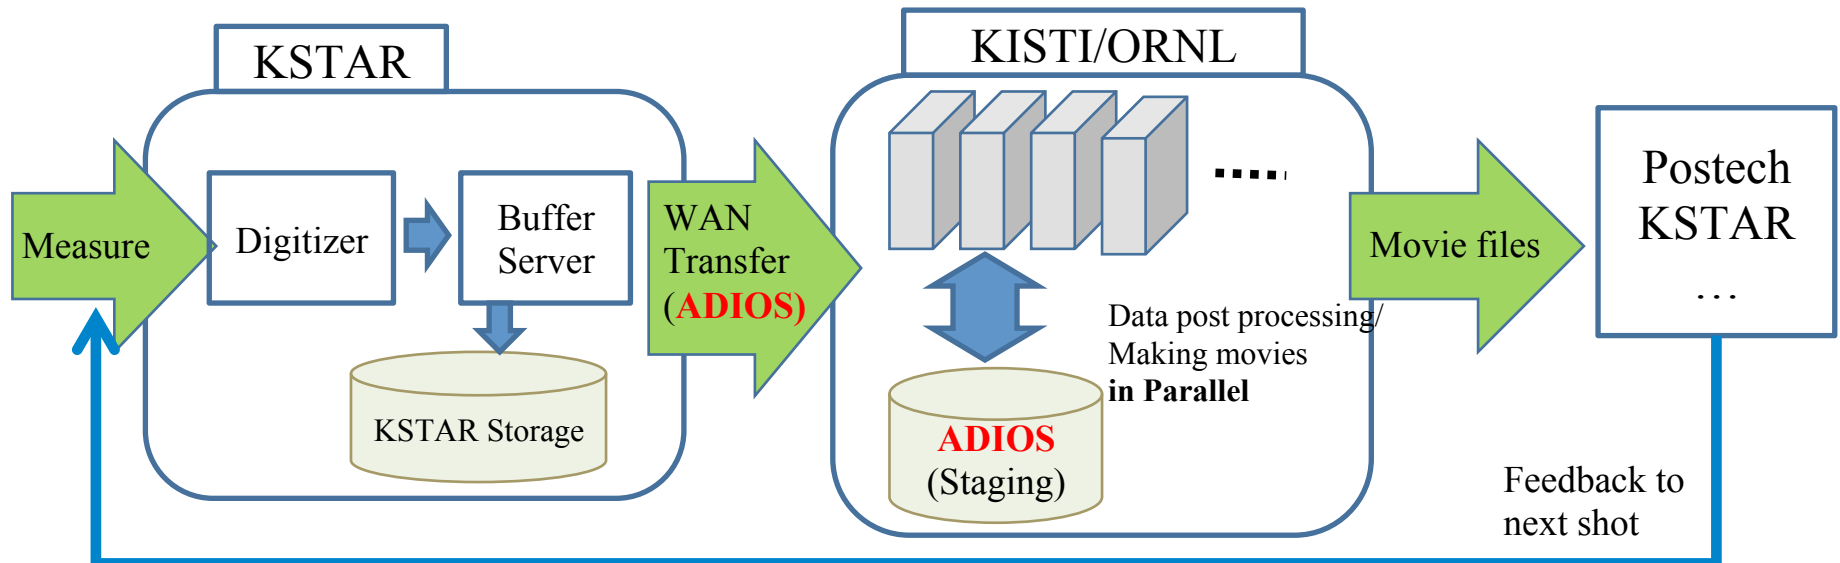 KSTAR
KISTI/ORNL
Measure
Digitizer
Buffer
Server
KSTAR Storage
WAN
Transfer
(ADIOS)
Data post processing/
Making movies
in Parallel
ADIOS
(Staging)
Movie files
Postech
KSTAR
…
Feedback to
next shot